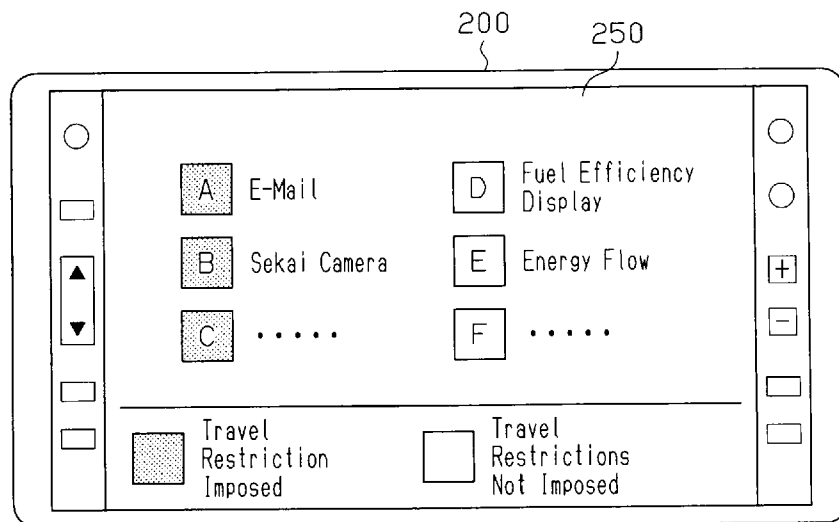 200
250
A E-Mail
D Fuel Efficiency
Display
B Sekai Camera
E Energy Flow
C ·····
F ·····
+
−
Travel
Restriction
Imposed
Travel
Restrictions
Not Imposed